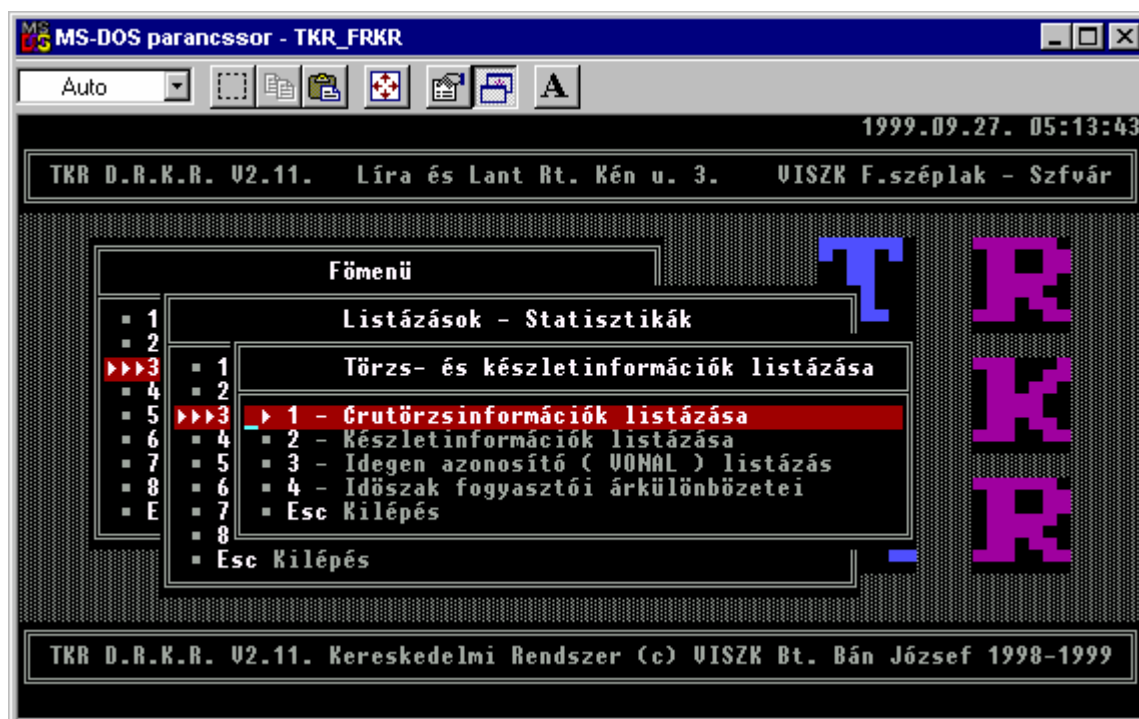 MS-DOS parancssor - TKR_FRKR
Auto
A
1999.09.27. 05:13:43
TKR D.R.K.R. V2.11. Líra és Lant Rt. Kén u. 3. VISZK F.széplak - Szfvár
T R
K
R
Fömenü
Listázások - Statisztikák
Törzs- és készletinformációk listázása
1
2
3
4
5
6
7
8
E
1
2
3
4
5
6
7
8
Esc Kilépés
1 - Crutörzsinformációk listázása
2 - Készletinformációk listázása
3 - Idegen azonosító ( VONAL ) listázás
4 - Idöszak fogyasztói árkülönbözetei
Esc Kilépés
TKR D.R.K.R. V2.11. Kereskedelmi Rendszer (c) VISZK Bt. Bán József 1998-1999